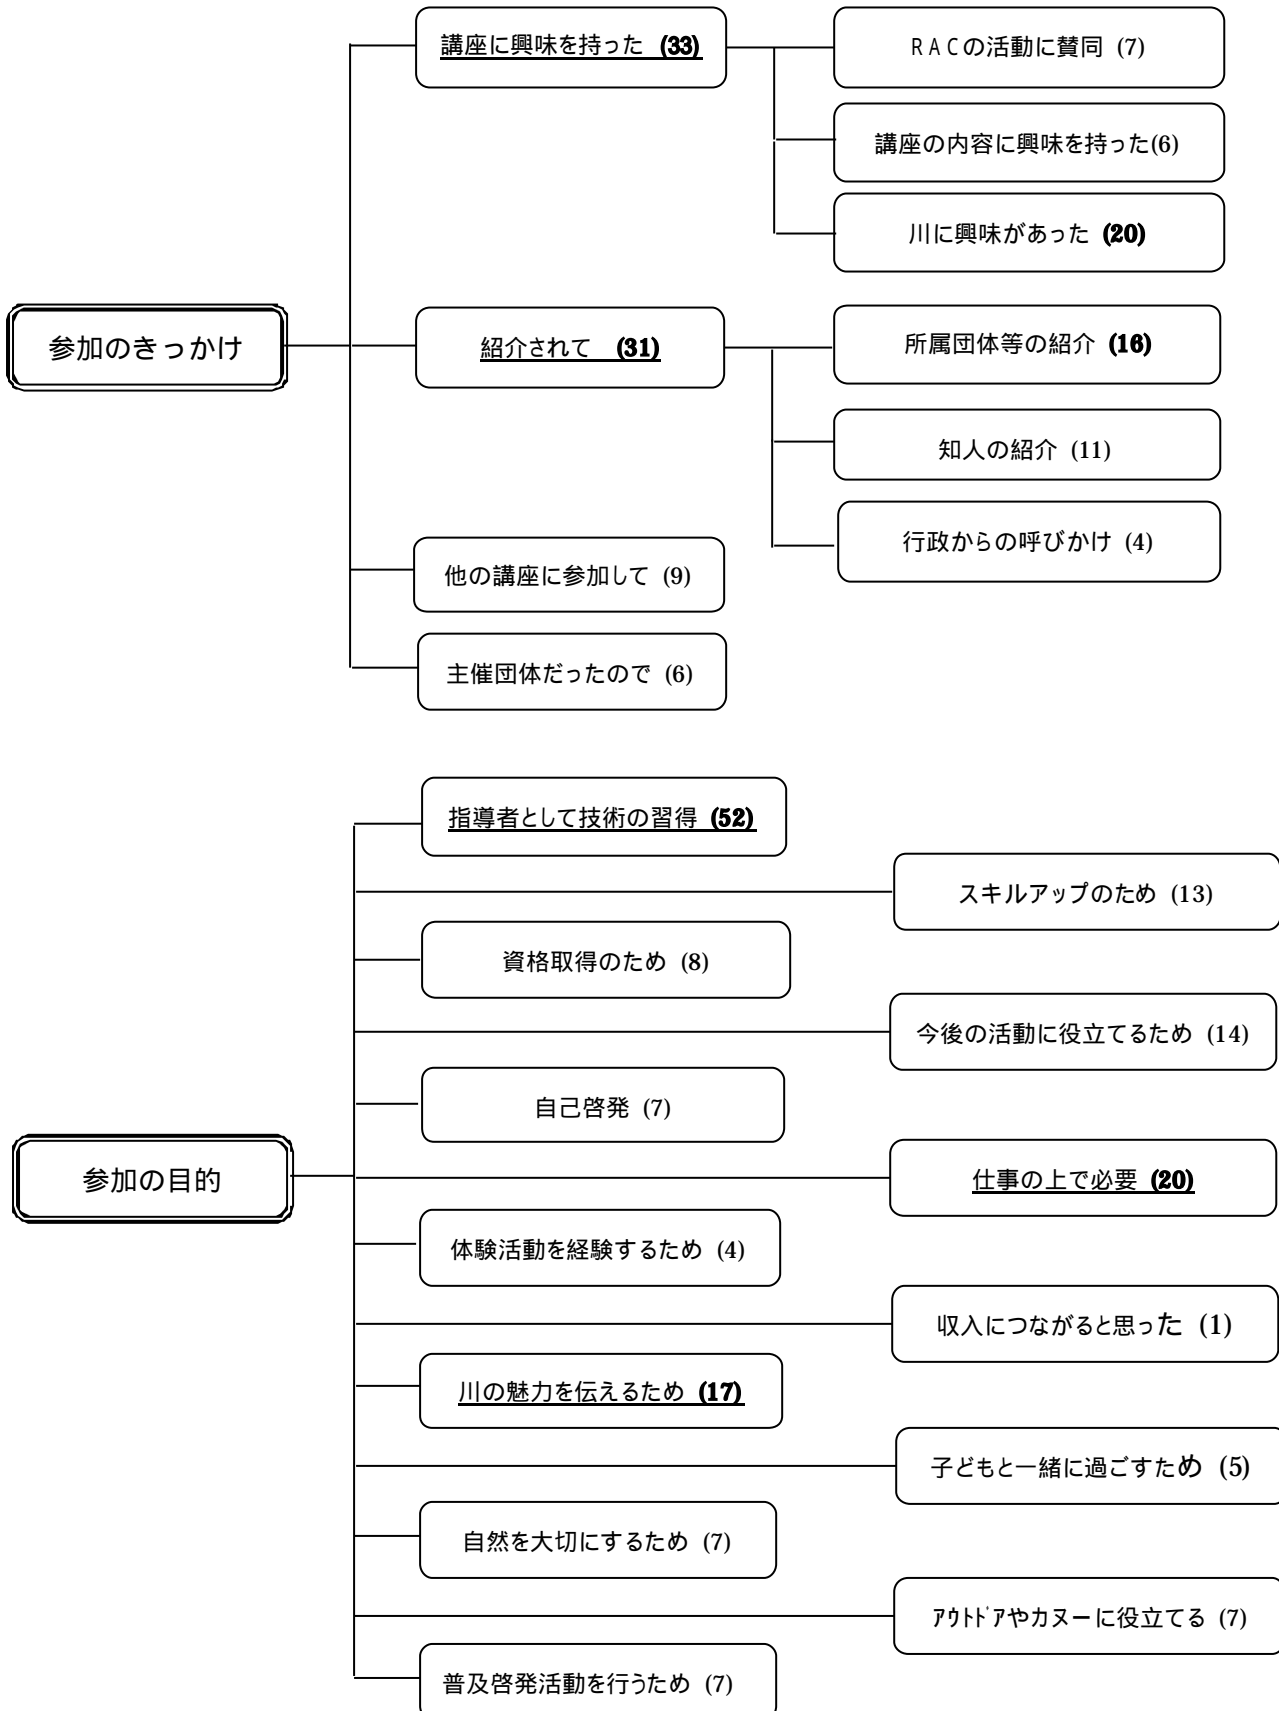 講座に興味を持った (33)
RACの活動に賛同 (7)
講座の内容に興味を持った(6)
川に興味があった (20)
参加のきっかけ
紹介されて (31)
所属団体等の紹介 (16)
知人の紹介 (11)
行政からの呼びかけ (4)
他の講座に参加して (9)
主催団体だったので (6)
指導者として技術の習得 (52)
スキルアップのため (13)
資格取得のため (8)
今後の活動に役立てるため (14)
自己啓発 (7)
参加の目的
仕事の上で必要 (20)
体験活動を経験するため (4)
収入につながると思った (1)
川の魅力を伝えるため (17)
子どもと一緒に過ごすため (5)
自然を大切にするため (7)
ｱｳﾄﾄﾞｱやカヌーに役立てる (7)
普及啓発活動を行うため (7)